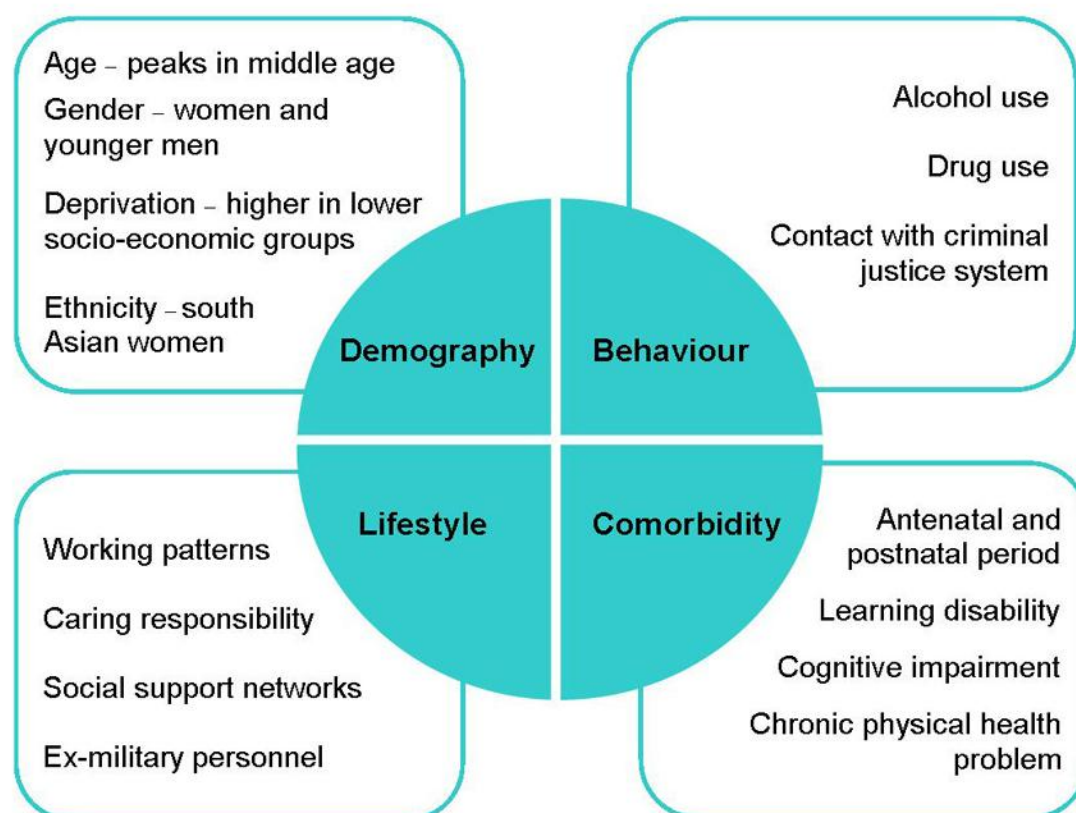 Age – peaks in middle age
Gender – women and
younger men
Deprivation – higher in lower
socio-economic groups
Ethnicity – south
Asian women
Alcohol use
Drug use
Contact with criminal
justice system
Demography
Behaviour
Lifestyle
Comorbidity
Working patterns
Caring responsibility
Social support networks
Ex-military personnel
Antenatal and
postnatal period
Learning disability
Cognitive impairment
Chronic physical health
problem